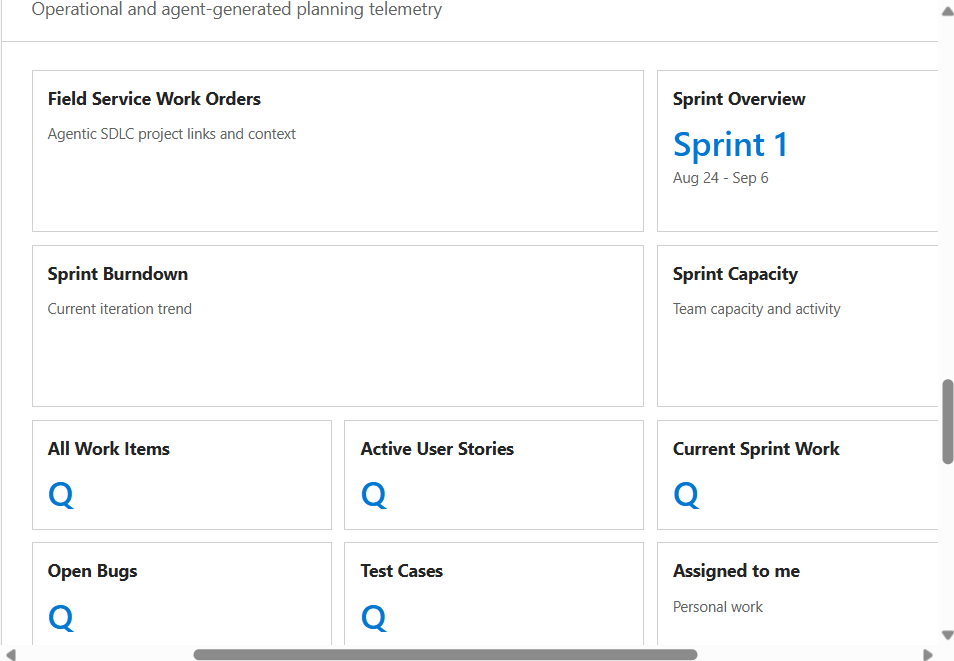 Operational and agent-generated planning telemetry
Field Service Work Orders
Agentic SDLC project links and context
Sprint Overview
Sprint 1
Aug 24 - Sep 6
Sprint Burndown
Current iteration trend
Sprint Capacity
Team capacity and activity
All Work Items
Q
Active User Stories
Q
Current Sprint Work
Q
Open Bugs
Q
Test Cases
Q
Assigned to me
Personal work